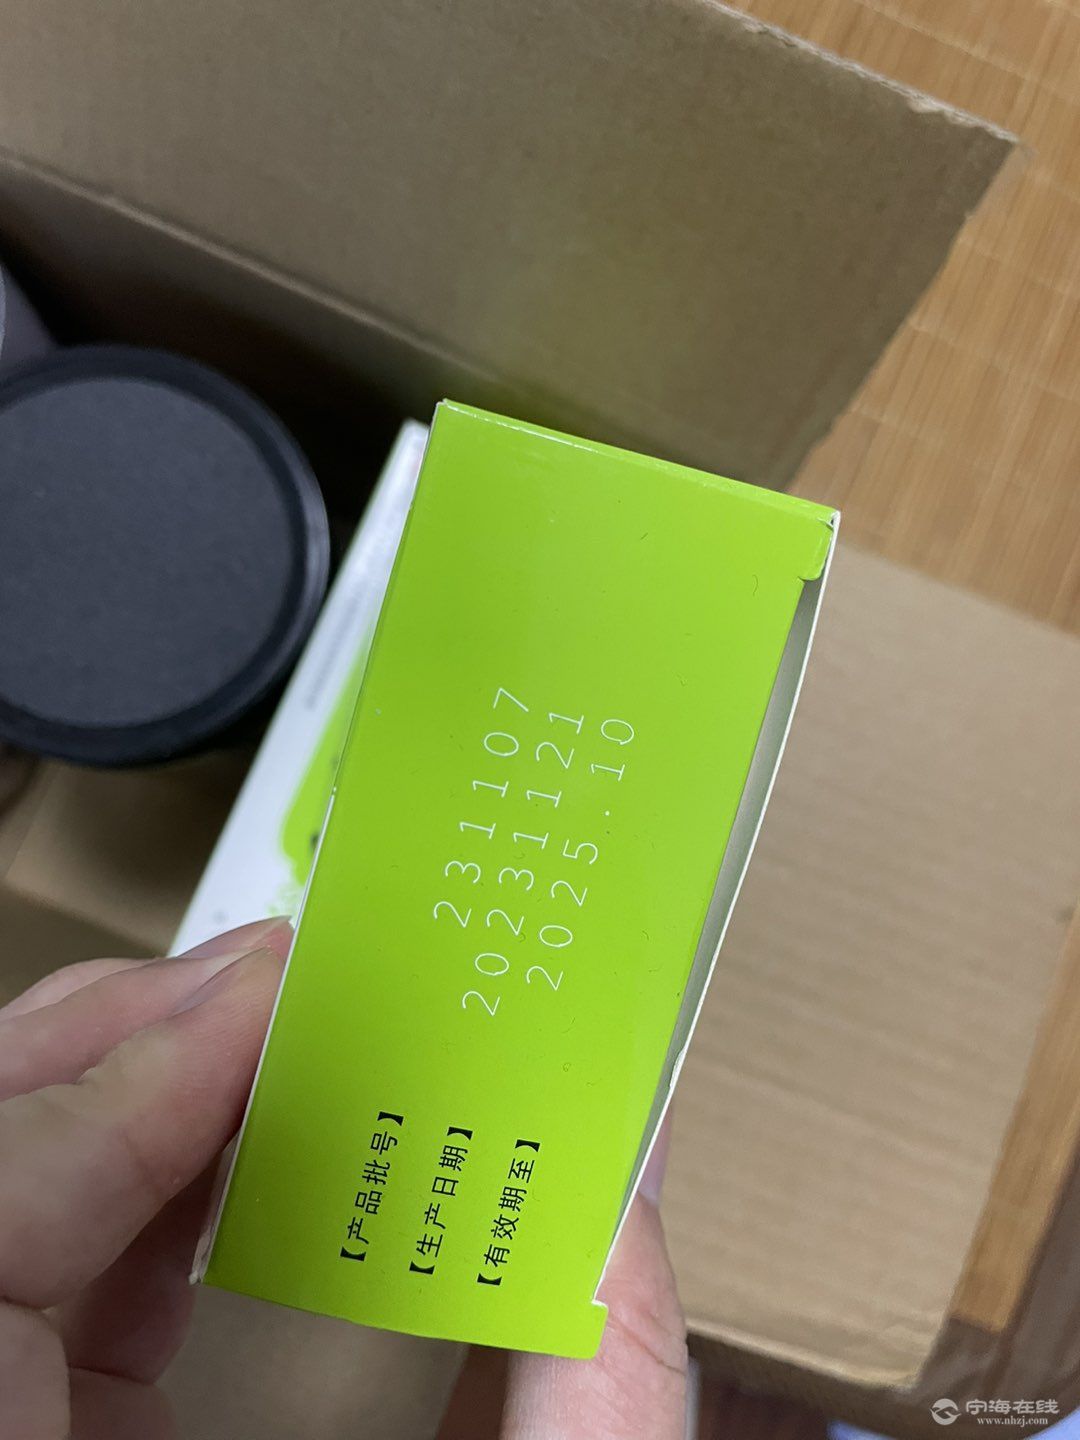 【产品批号】 231107
【生产日期】 20231121
【有效期至】 2025.10
宁海在线
www.nhzj.com